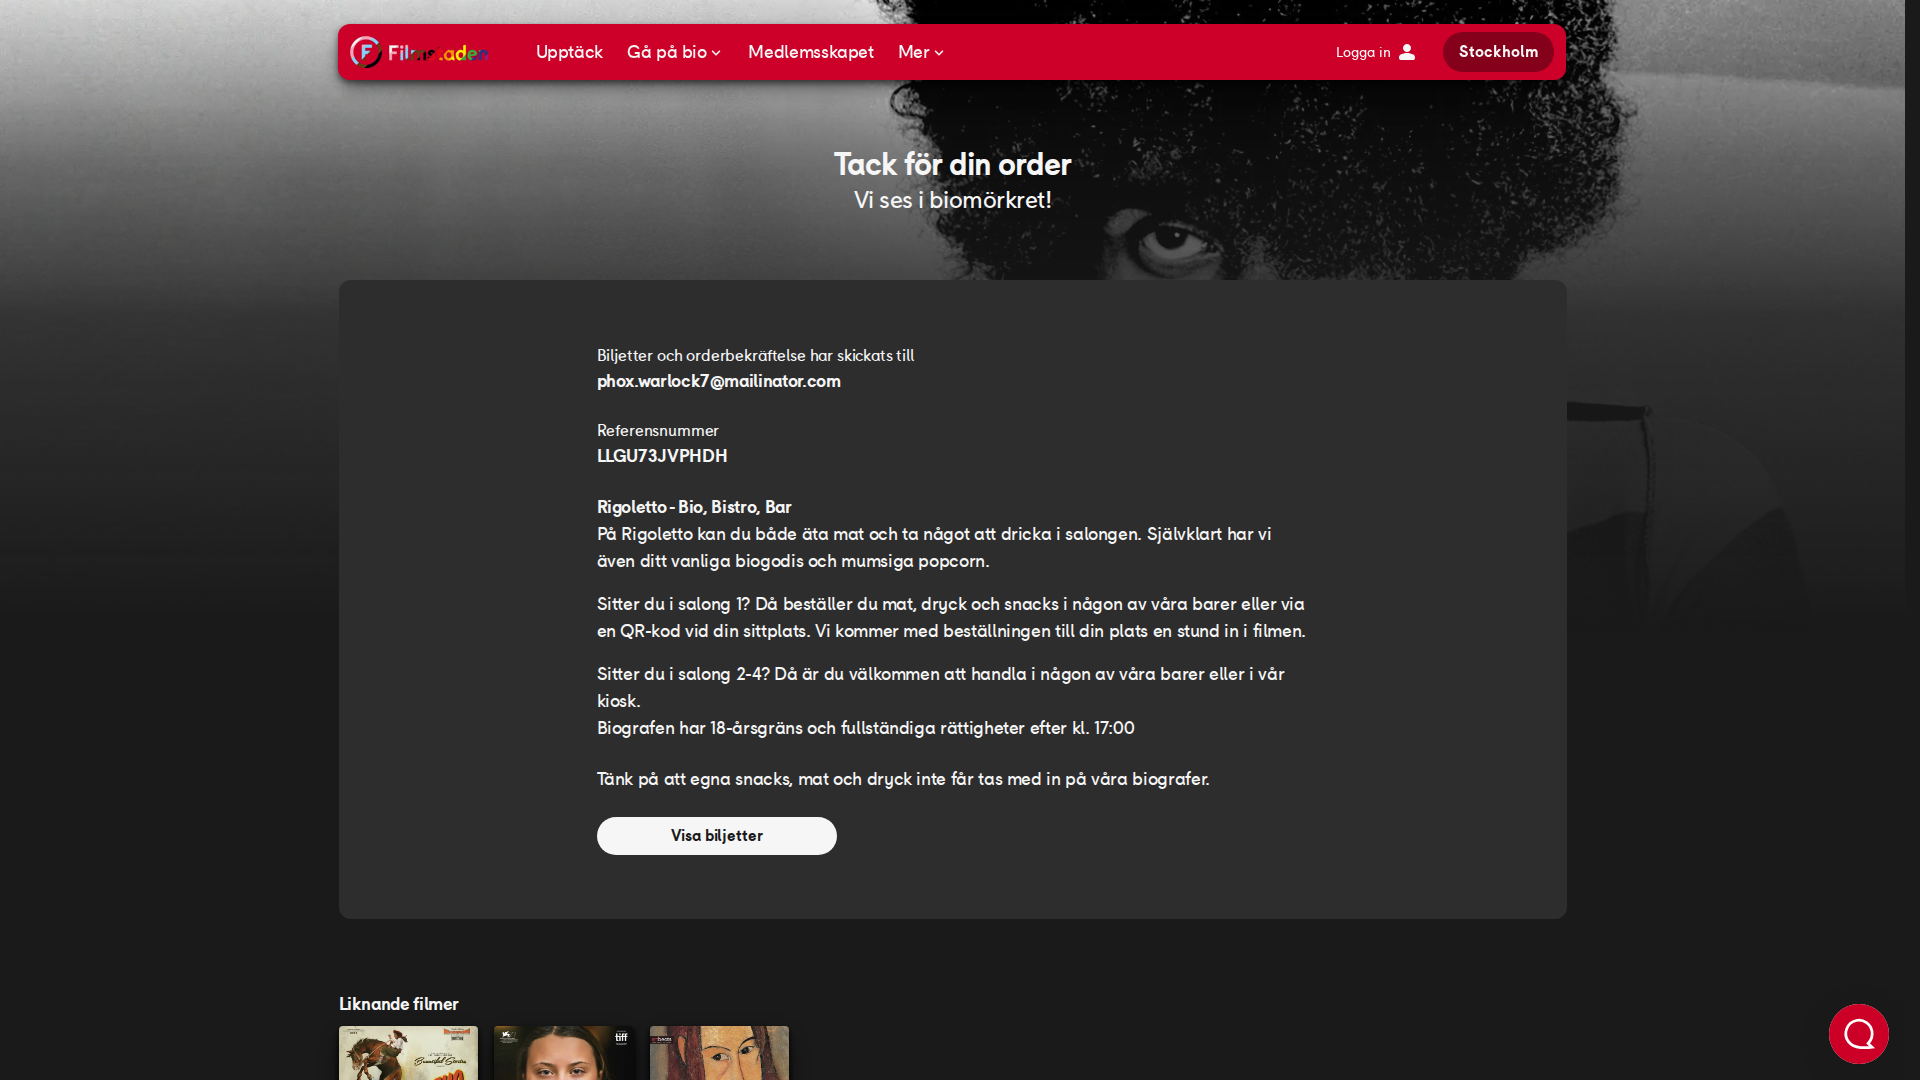 Filmstaden
Upptäck
Gå på bio
Medlemsskapet
Mer
Logga in
Stockholm
Tack för din order
Vi ses i biomörkret!
Biljetter och orderbekräftelse har skickats till
phox.warlock7@mailinator.com
Referensnummer
LLGU73JVPHDH
Rigoletto - Bio, Bistro, Bar
På Rigoletto kan du både äta mat och ta något att dricka i salongen. Självklart har vi
även ditt vanliga biogodis och mumsiga popcorn.
Sitter du i salong 1? Då beställer du mat, dryck och snacks i någon av våra barer eller via
en QR-kod vid din sittplats. Vi kommer med beställningen till din plats en stund in i filmen.
Sitter du i salong 2-4? Då är du välkommen att handla i någon av våra barer eller i vår
kiosk.
Biografen har 18-årsgräns och fullständiga rättigheter efter kl. 17:00
Tänk på att egna snacks, mat och dryck inte får tas med in på våra biografer.
Visa biljetter
Liknande filmer
tiff